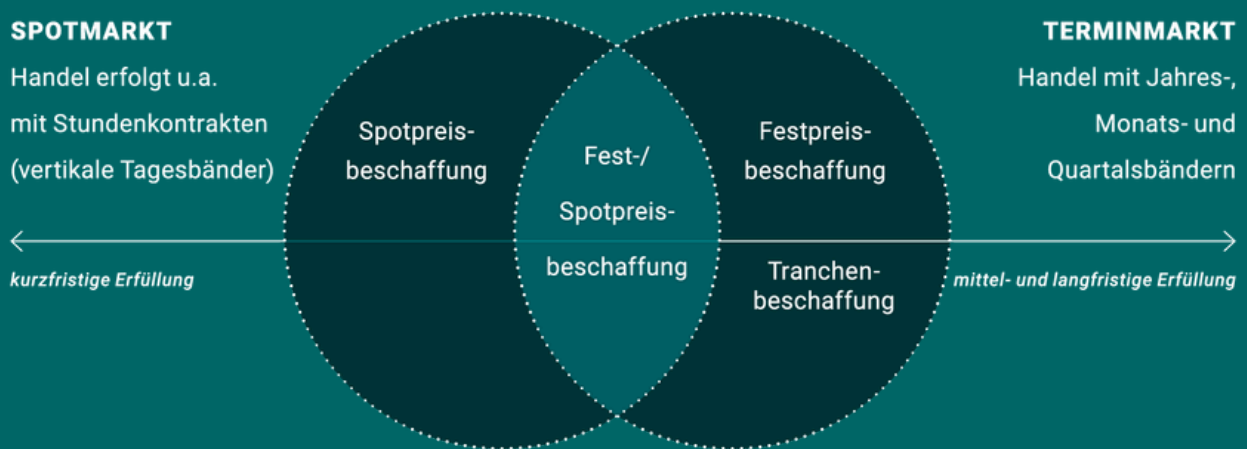 SPOTMARKT
Handel erfolgt u.a.
mit Stundenkontrakten
(vertikale Tagesbänder)
kurzfristige Erfüllung
Spotpreis-
beschaffung
Fest-/
Spotpreis-
beschaffung
Festpreis-
beschaffung
Tranchen-
beschaffung
TERMINMARKT
Handel mit Jahres-,
Monats- und
Quartalsbändern
mittel- und langfristige Erfüllung